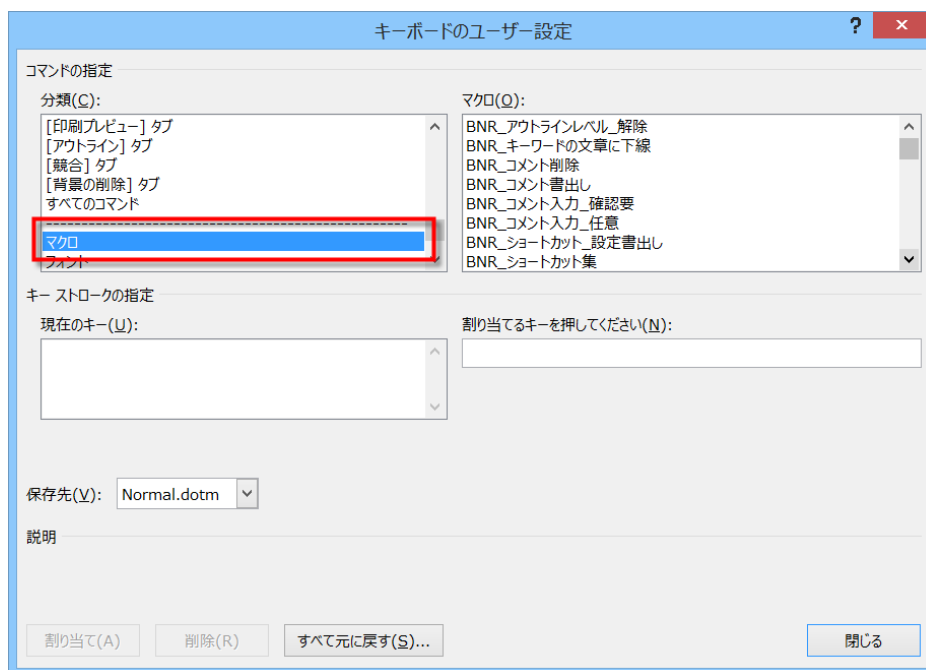 キーボードのユーザー設定
?
×
コマンドの指定
分類(C):
[印刷プレビュー] タブ
[アウトライン] タブ
[競合] タブ
[背景の削除] タブ
すべてのコマンド
---------------------------------------------------
マクロ
フォント
マクロ(O):
BNR_アウトラインレベル_解除
BNR_キーワードの文章に下線
BNR_コメント削除
BNR_コメント書出し
BNR_コメント入力_確認要
BNR_コメント入力_任意
BNR_ショートカット_設定書出し
BNR_ショートカット集
キー ストロークの指定
現在のキー(U):
割り当てるキーを押してください(N):
保存先(V): Normal.dotm
説明
割り当て(A) 削除(R) すべて元に戻す(S)... 閉じる